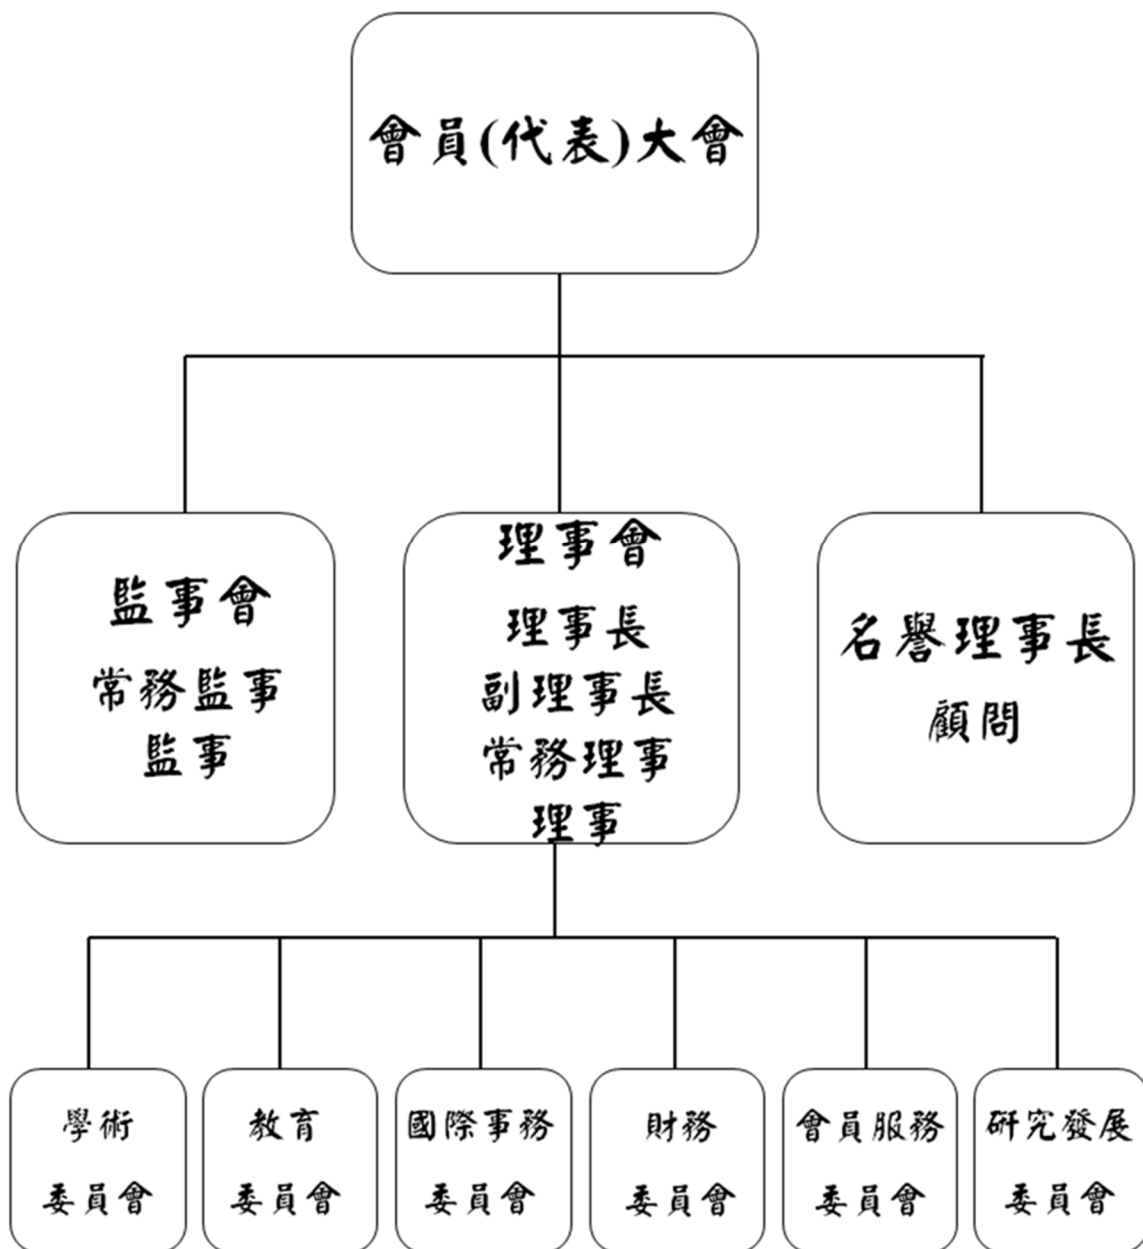 會員(代表)大會
監事會
常務監事
監事
理事會
理事長
副理事長
常務理事
理事
名譽理事長
顧問
學術
委員會
教育
委員會
國際事務
委員會
財務
委員會
會員服務
委員會
研究發展
委員會